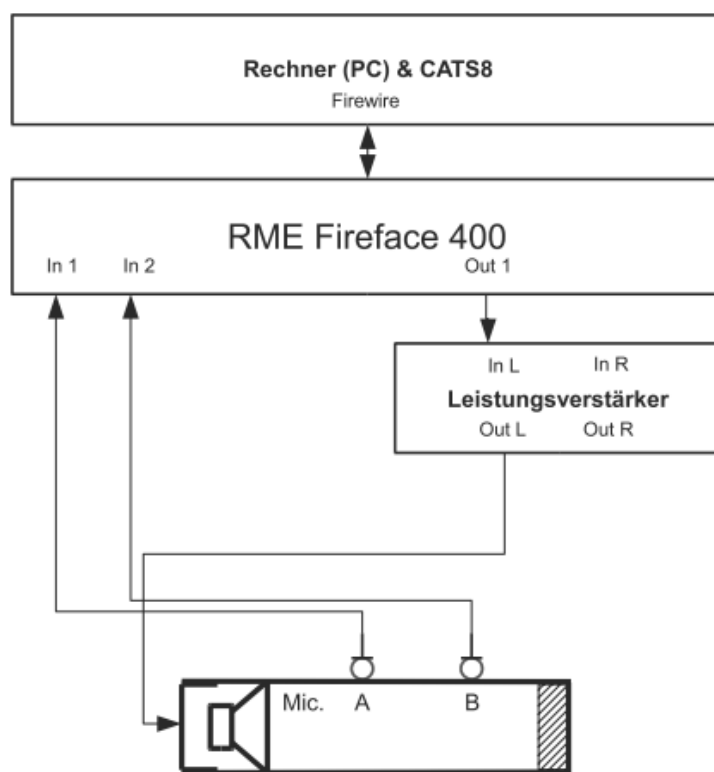 Rechner (PC) & CATS8
Firewire
RME Fireface 400
In 1 In 2 Out 1
In L In R
Leistungsverstärker
Out L Out R
Mic. A B